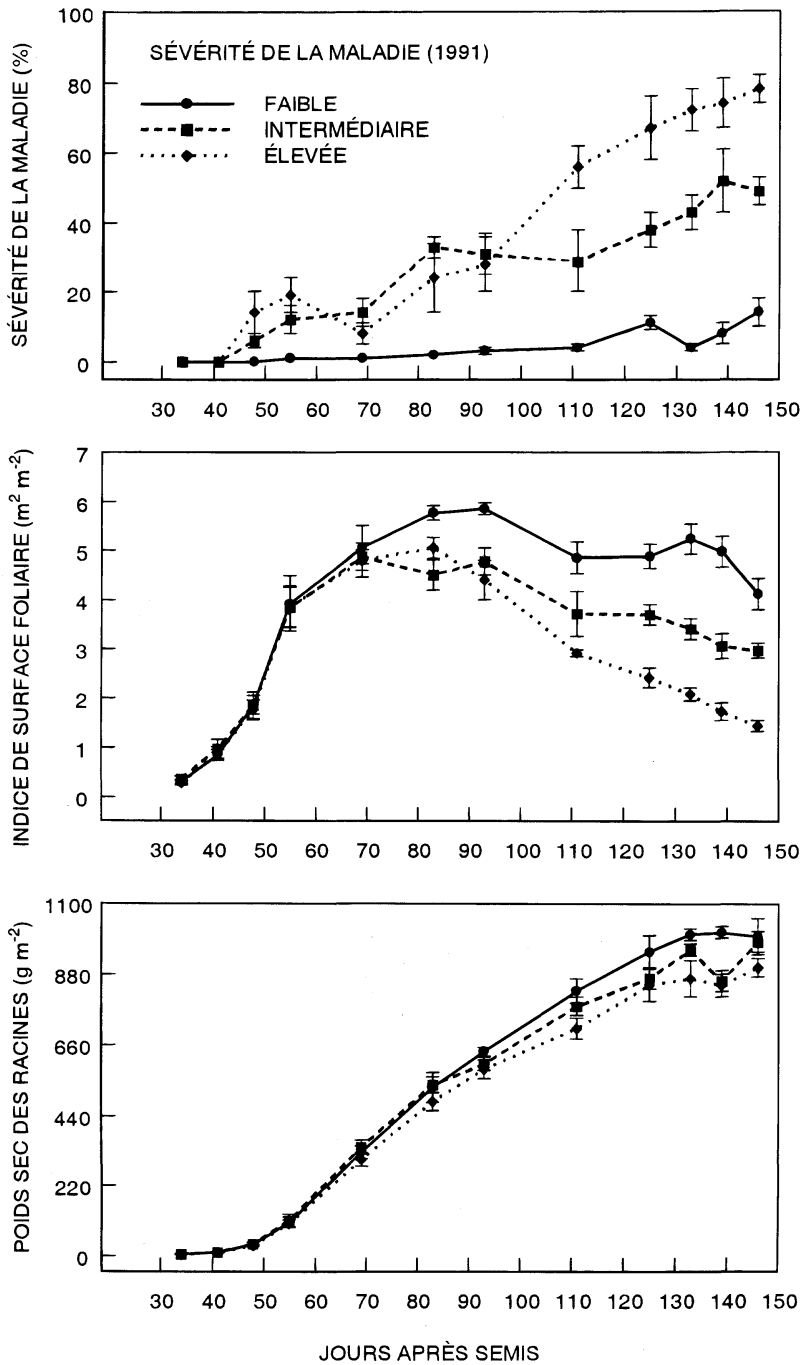 SÉVÉRITÉ DE LA MALADIE (%)
100
80
60
40
20
0
SÉVÉRITÉ DE LA MALADIE (1991)
FAIBLE
INTERMÉDIAIRE
ÉLEVÉE
30 40 50 60 70 80 90 100 110 120 130 140 150
INDICE DE SURFACE FOLIAIRE (m² m⁻²)
7
6
5
4
3
2
1
0
30 40 50 60 70 80 90 100 110 120 130 140 150
POIDS SEC DES RACINES (g m⁻²)
1100
880
660
440
220
0
30 40 50 60 70 80 90 100 110 120 130 140 150
JOURS APRÈS SEMIS